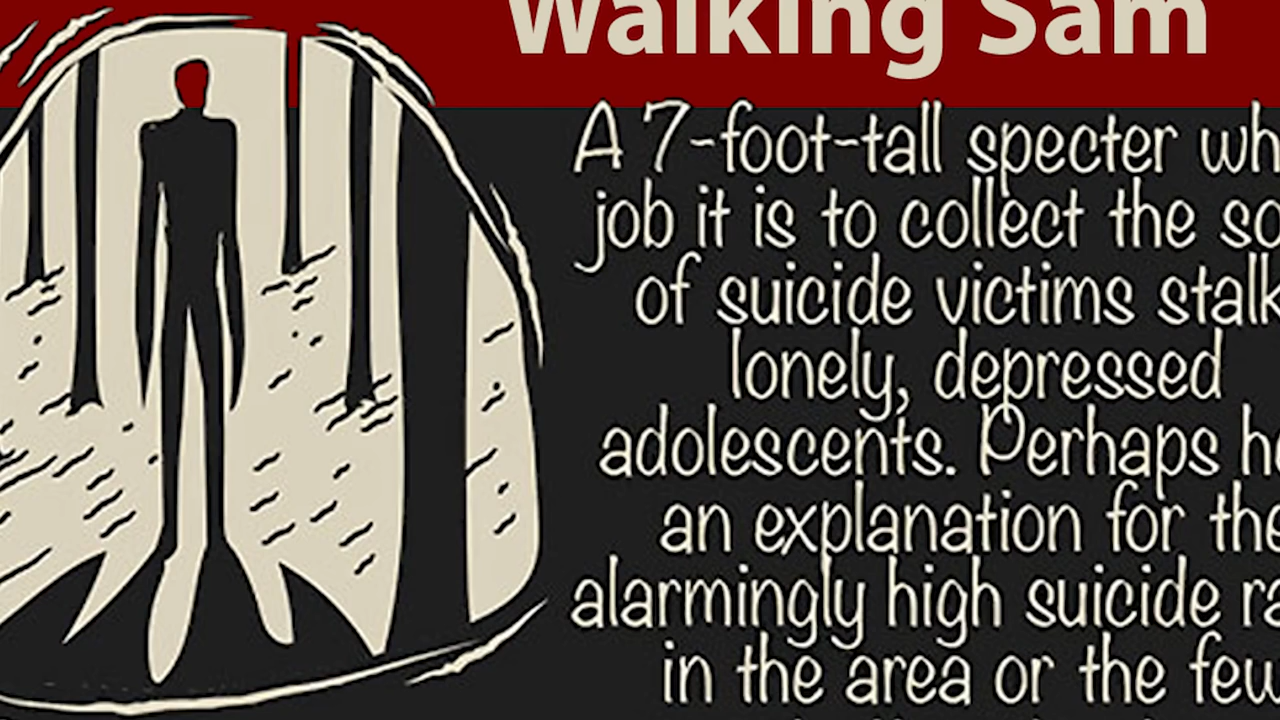 Walking Sam
A 7-foot-tall specter wh
job it is to collect the so
of suicide victims stalk
lonely, depressed
adolescents. Perhaps h
an explanation for the
alarmingly high suicide ra
in the area or the few